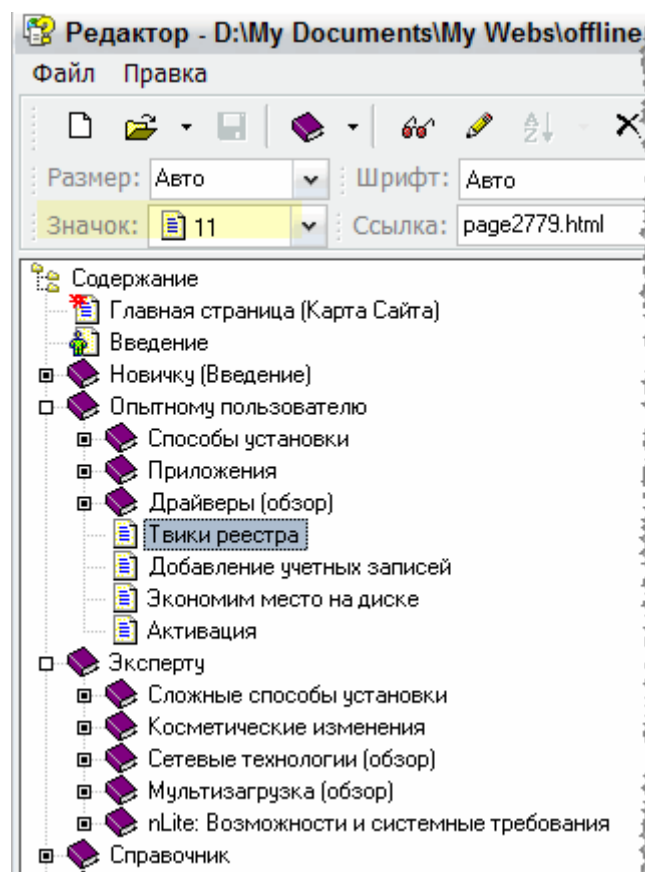 Редактор - D:\My Documents\My Webs\offline
Файл Правка
Размер: Авто Шрифт: Авто
Значок: 11 Ссылка: page2779.html
Содержание
Главная страница (Карта Сайта)
Введение
Новичку (Введение)
Опытному пользователю
Способы установки
Приложения
Драйверы (обзор)
Твики реестра
Добавление учетных записей
Экономим место на диске
Активация
Эксперту
Сложные способы установки
Косметические изменения
Сетевые технологии (обзор)
Мультизагрузка (обзор)
nLite: Возможности и системные требования
Справочник